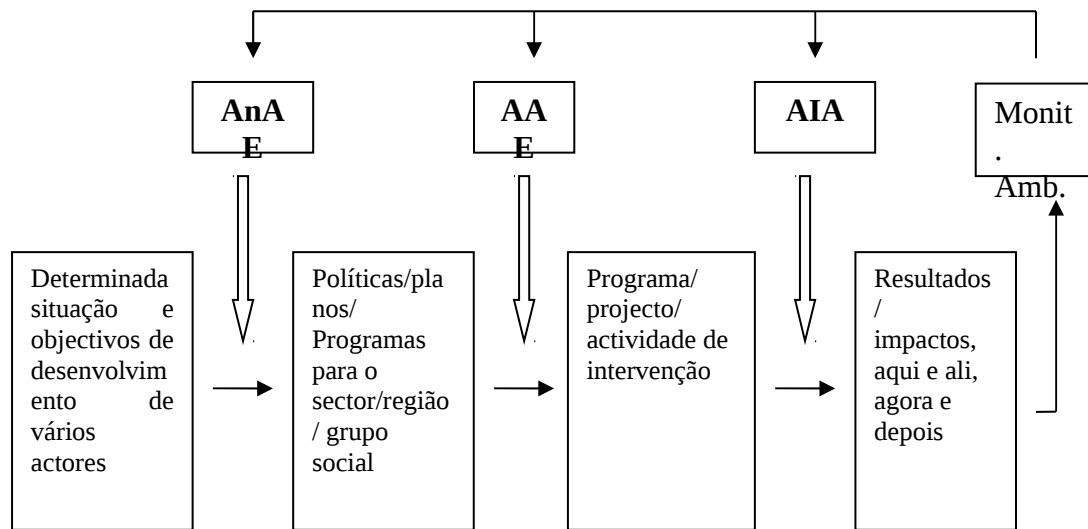 AnA
E
AA
E
AIA
Monit
.
Amb.
Determinada
situação e
objectivos de
desenvolvim
ento de
vários
actores
Políticas/pla
nos/
Programas
para o
sector/região
/ grupo
social
Programa/
projecto/
actividade de
intervenção
Resultados
/
impactos,
aqui e ali,
agora e
depois